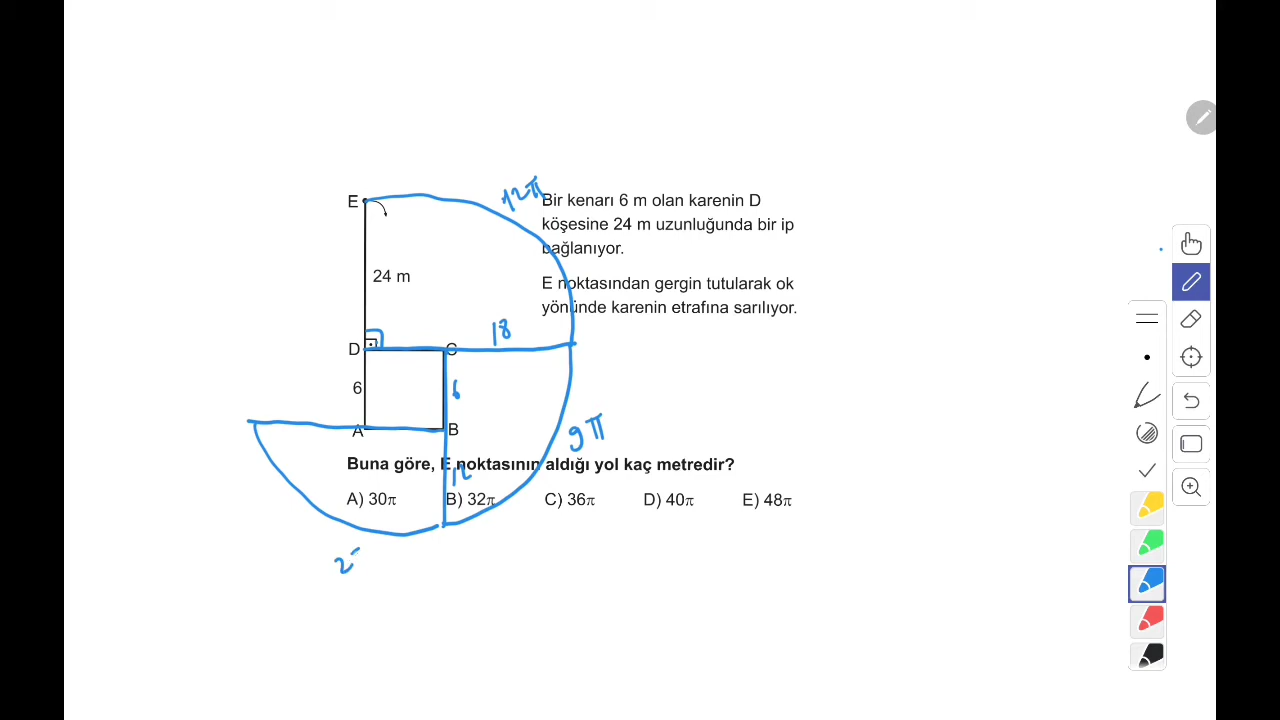 E
12π
Bir kenarı 6 m olan karenin D
köşesine 24 m uzunluğunda bir ip
bağlanıyor.
24 m
E noktasından gergin tutularak ok
yönünde karenin etrafına sarılıyor.
18
D
C
6
6
A
B
9π
Buna göre, E noktasının aldığı yol kaç metredir?
12
A) 30π B) 32π C) 36π D) 40π E) 48π
2